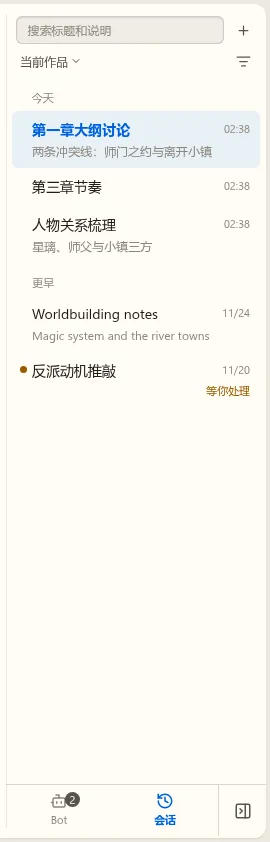 搜索标题和说明
当前作品
今天
第一章大纲讨论 02:38
两条冲突线：师门之约与离开小镇
第三章节奏 02:38
人物关系梳理 02:38
星璃、师父与小镇三方
更早
Worldbuilding notes 11/24
Magic system and the river towns
反派动机推敲 11/20
等你处理
2
Bot 会话